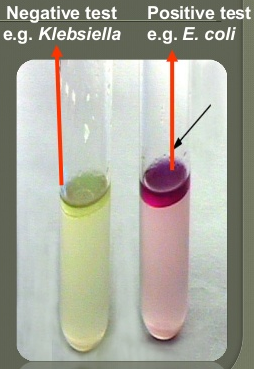 Negative test
e.g. Klebsiella
Positive test
e.g. E. coli